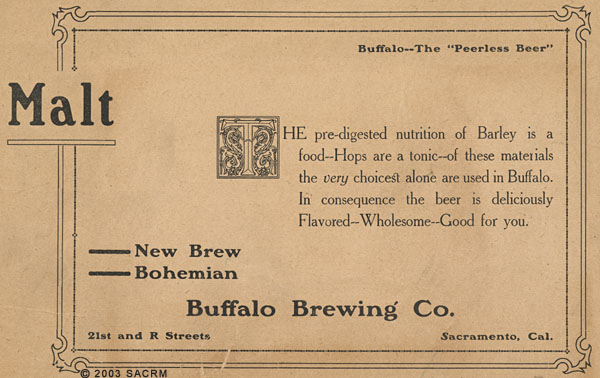 Buffalo--The "Peerless Beer"
Malt
THE pre-digested nutrition of Barley is a
food--Hops are a tonic--of these materials
the very choicest alone are used in Buffalo.
In consequence the beer is deliciously
Flavored--Wholesome--Good for you.
New Brew
Bohemian
Buffalo Brewing Co.
21st and R Streets
Sacramento, Cal.
© 2003 SACRM